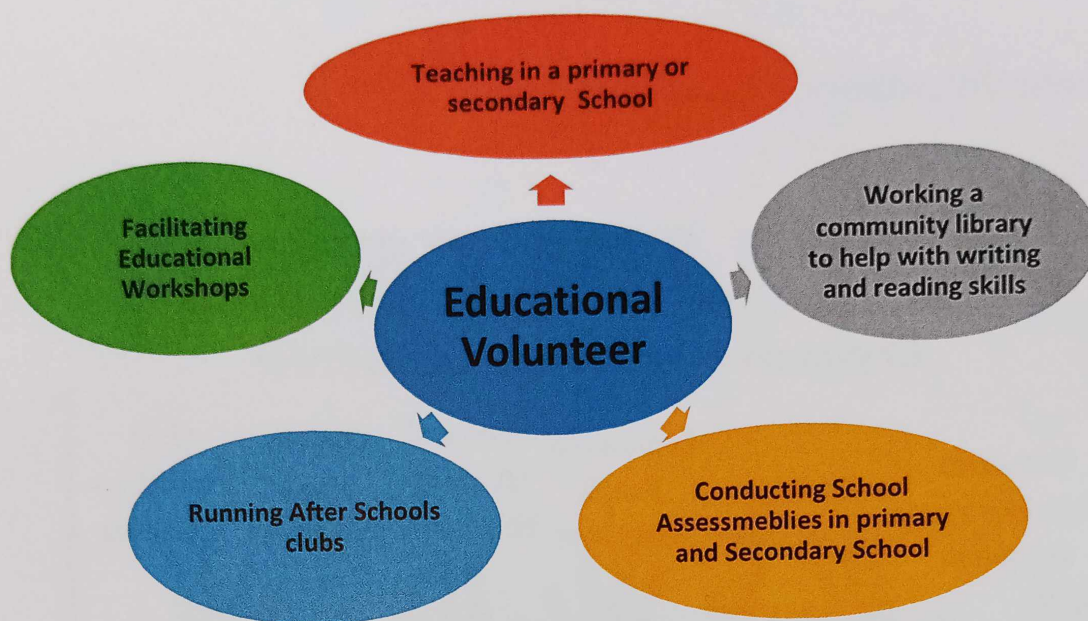 Teaching in a primary or
secondary School
Facilitating
Educational
Workshops
Working a
community library
to help with writing
and reading skills
Educational
Volunteer
Running After Schools
clubs
Conducting School
Assessmeblies in primary
and Secondary School